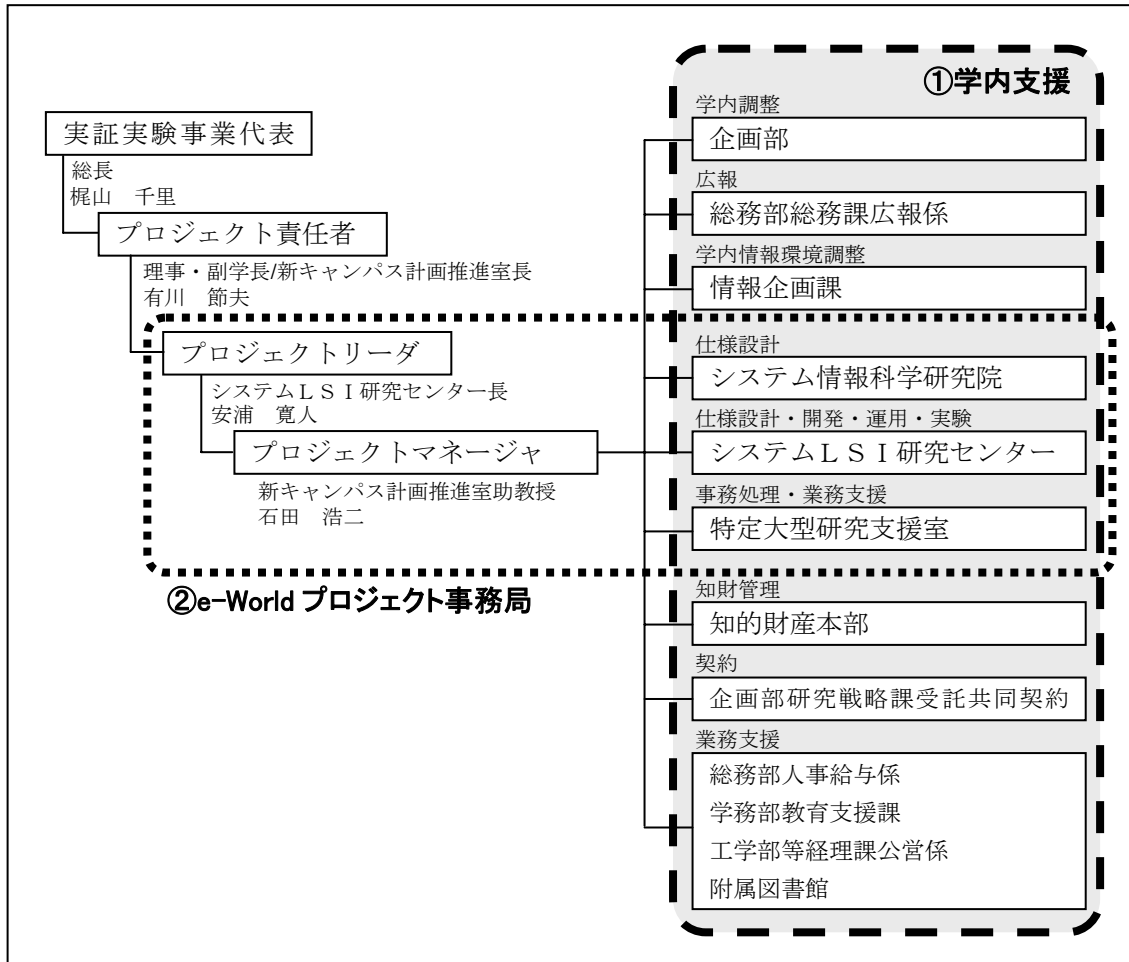 実証実験事業代表
総長
梶山 千里
プロジェクト責任者
理事・副学長/新キャンパス計画推進室長
有川 節夫
プロジェクトリーダ
システムLSI研究センター長
安浦 寛人
プロジェクトマネージャ
新キャンパス計画推進室助教授
石田 浩二
②e-World プロジェクト事務局
①学内支援
学内調整
企画部
広報
総務部総務課広報係
学内情報環境調整
情報企画課
仕様設計
システム情報科学研究院
仕様設計・開発・運用・実験
システムLSI研究センター
事務処理・業務支援
特定大型研究支援室
知財管理
知的財産本部
契約
企画部研究戦略課受託共同契約
業務支援
総務部人事給与係
学務部教育支援課
工学部等経理課公営係
附属図書館